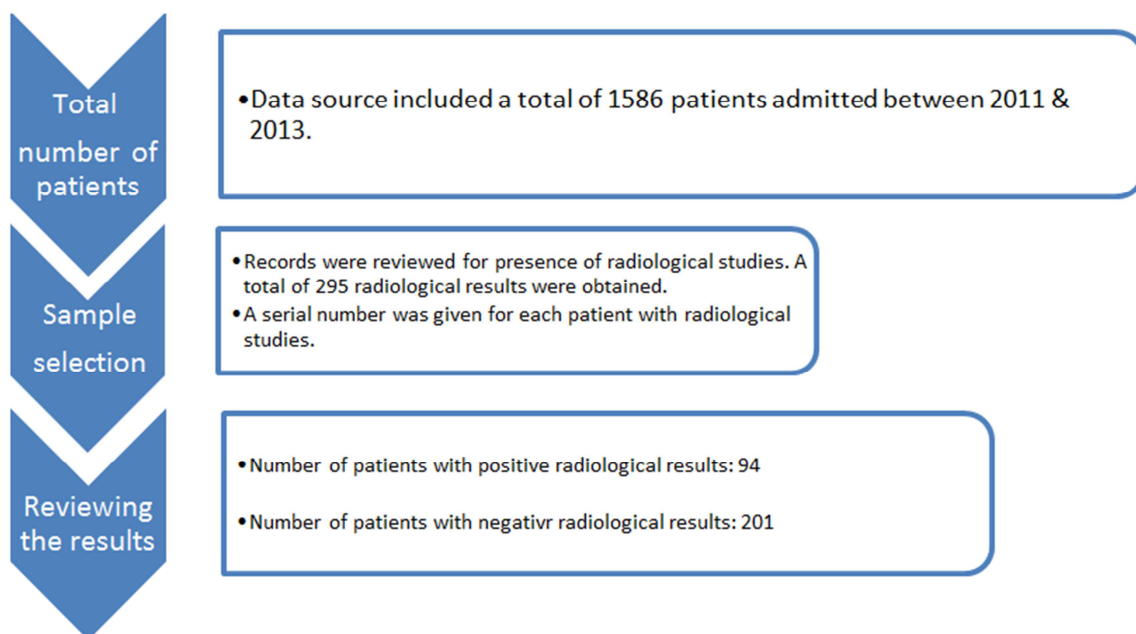 Total
number of
patients
•Data source included a total of 1586 patients admitted between 2011 &
2013.
Sample
selection
•Records were reviewed for presence of radiological studies. A
total of 295 radiological results were obtained.
•A serial number was given for each patient with radiological
studies.
Reviewing
the results
•Number of patients with positive radiological results: 94
•Number of patients with negativr radiological results: 201